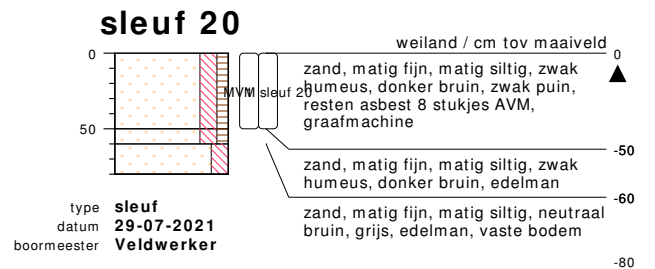 sleuf 20
weiland / cm tov maaiveld
0
0
zand, matig fijn, matig siltig, zwak
humeus, donker bruin, zwak puin,
resten asbest 8 stukjes AVM,
graafmachine
sleuf 20
50
-50
zand, matig fijn, matig siltig, zwak
humeus, donker bruin, edelman
-60
zand, matig fijn, matig siltig, neutraal
bruin, grijs, edelman, vaste bodem
-80
type sleuf
datum 29-07-2021
boormeester Veldwerker